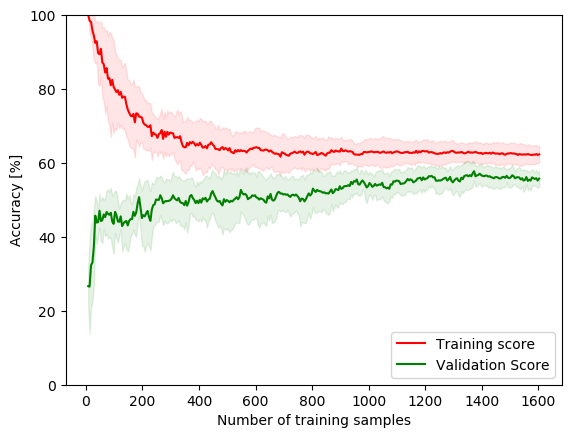 100
80
60
40
20
0
Accuracy [%]
0 200 400 600 800 1000 1200 1400 1600
Number of training samples
Training score
Validation Score